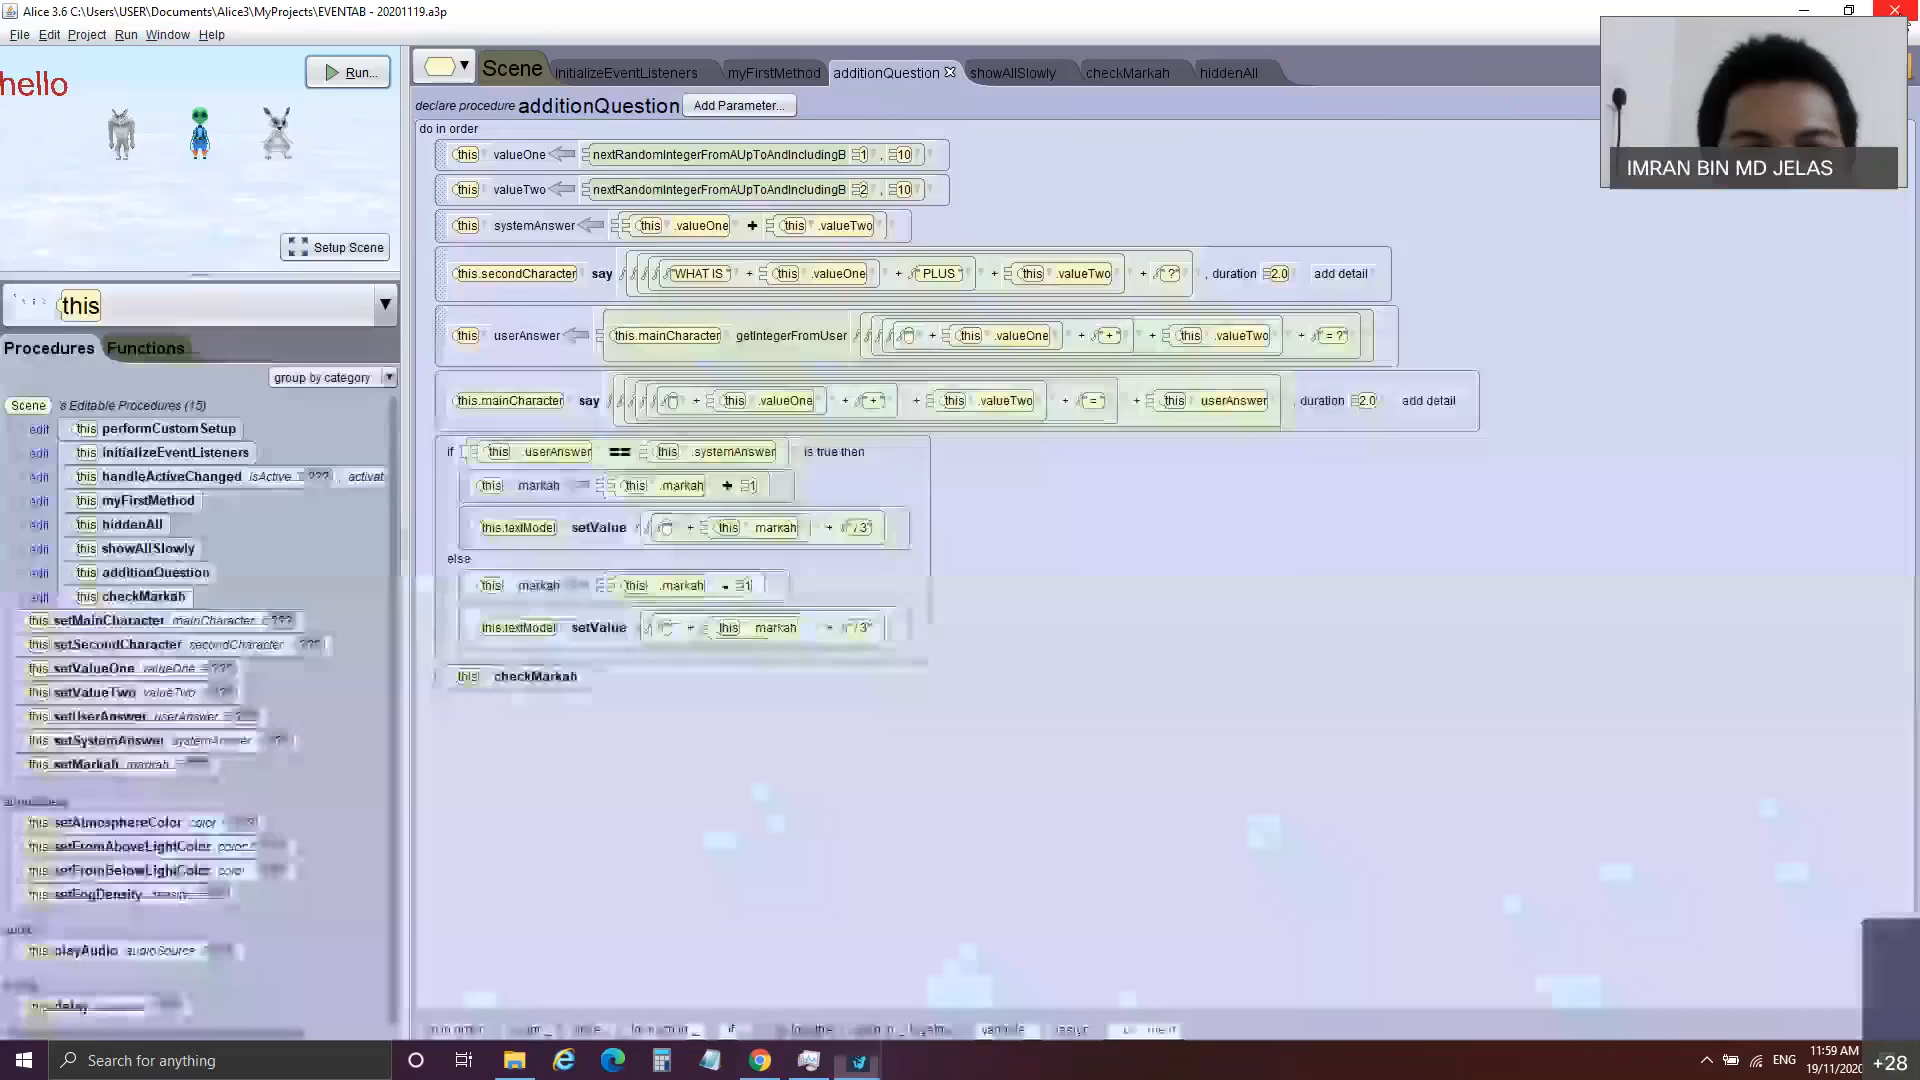 Alice 3.6 C:\Users\USER\Documents\Alice3\MyProjects\EVENTAB - 20201119.a3p
File Edit Project Run Window Help
hello
Run...
Setup Scene
this
Procedures Functions
group by category
Scene 's Editable Procedures (15)
edit this performCustomSetup
edit this initializeEventListeners
edit this handleActiveChanged isActive ??? , activat
edit this myFirstMethod
edit this hiddenAll
edit this showAllSlowly
edit this additionQuestion
edit this checkMarkah
this setMainCharacter mainCharacter ???
this setSecondCharacter secondCharacter ???
this setValueOne valueOne ???
this setValueTwo valueTwo ???
this setUserAnswer userAnswer
this setSystemAnswer systemAnswer
this setMarkah markah
this setAtmosphereColor color
this setFromAboveLightColor color
this setFromBelowLightColor color
this setFogDensity
this playAudio audioSource
delay
Scene initializeEventListeners myFirstMethod additionQuestion showAllSlowly checkMarkah hiddenAll
declare procedure additionQuestion Add Parameter...
do in order
this valueOne nextRandomIntegerFromAUpToAndIncludingB 1 , 10
this valueTwo nextRandomIntegerFromAUpToAndIncludingB 2 , 10
this systemAnswer this .valueOne + this .valueTwo
this.secondCharacter say "WHAT IS " + this .valueOne + " PLUS " + this .valueTwo + " ?" , duration 2.0 add detail
this userAnswer this.mainCharacter getIntegerFromUser "" + this .valueOne + " + " + this .valueTwo + " = ?"
this.mainCharacter say "" + this .valueOne + " + " + this .valueTwo + " = " + this userAnswer , duration 2.0 add detail
if this .userAnswer == this .systemAnswer is true then
this markah this .markah + 1
this.textModel setValue "" + this markah + "/ 3"
else
this markah this .markah - 1
this.textModel setValue "" + this markah + "/ 3"
this checkMarkah
if
variable
IMRAN BIN MD JELAS
Search for anything
ENG
11:59 AM
19/11/2020
+28